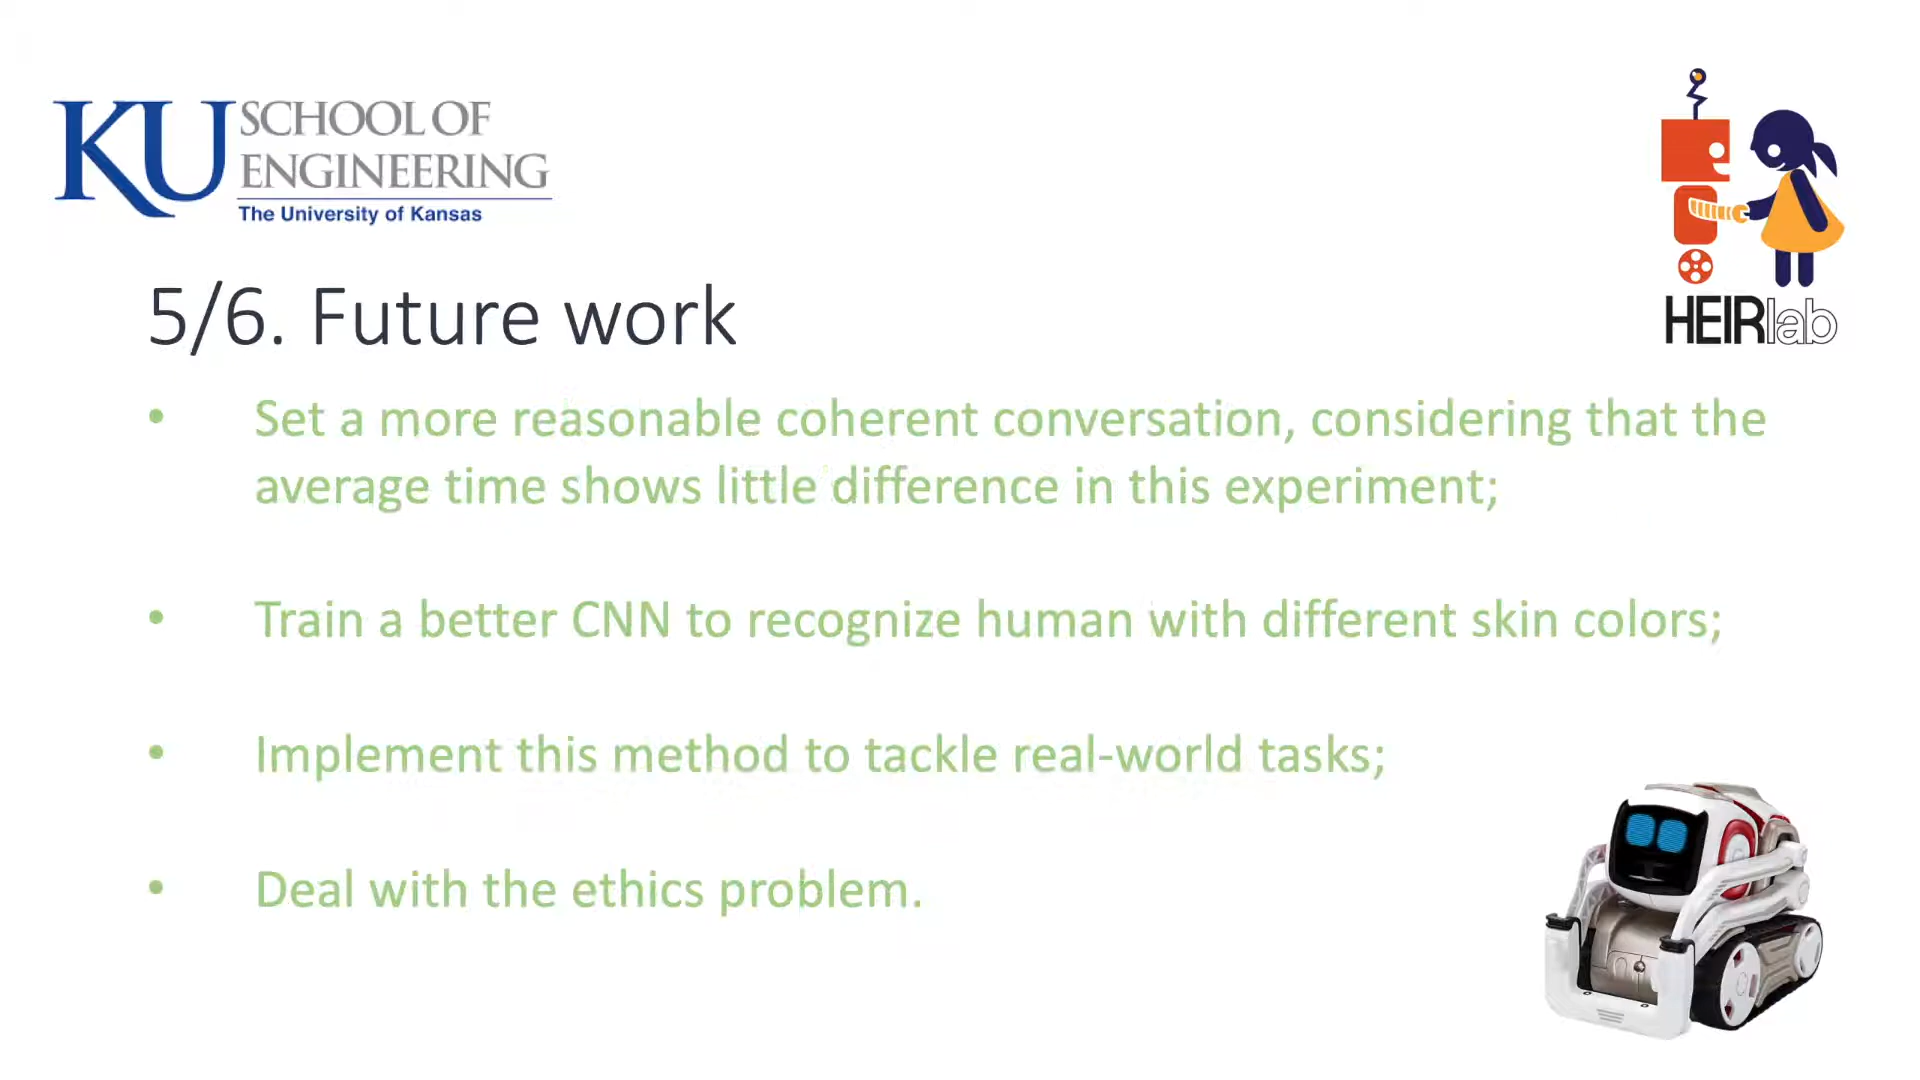 KU SCHOOL OF
ENGINEERING
The University of Kansas
HEIRlab
5/6. Future work
• Set a more reasonable coherent conversation, considering that the
average time shows little difference in this experiment;
• Train a better CNN to recognize human with different skin colors;
• Implement this method to tackle real-world tasks;
• Deal with the ethics problem.